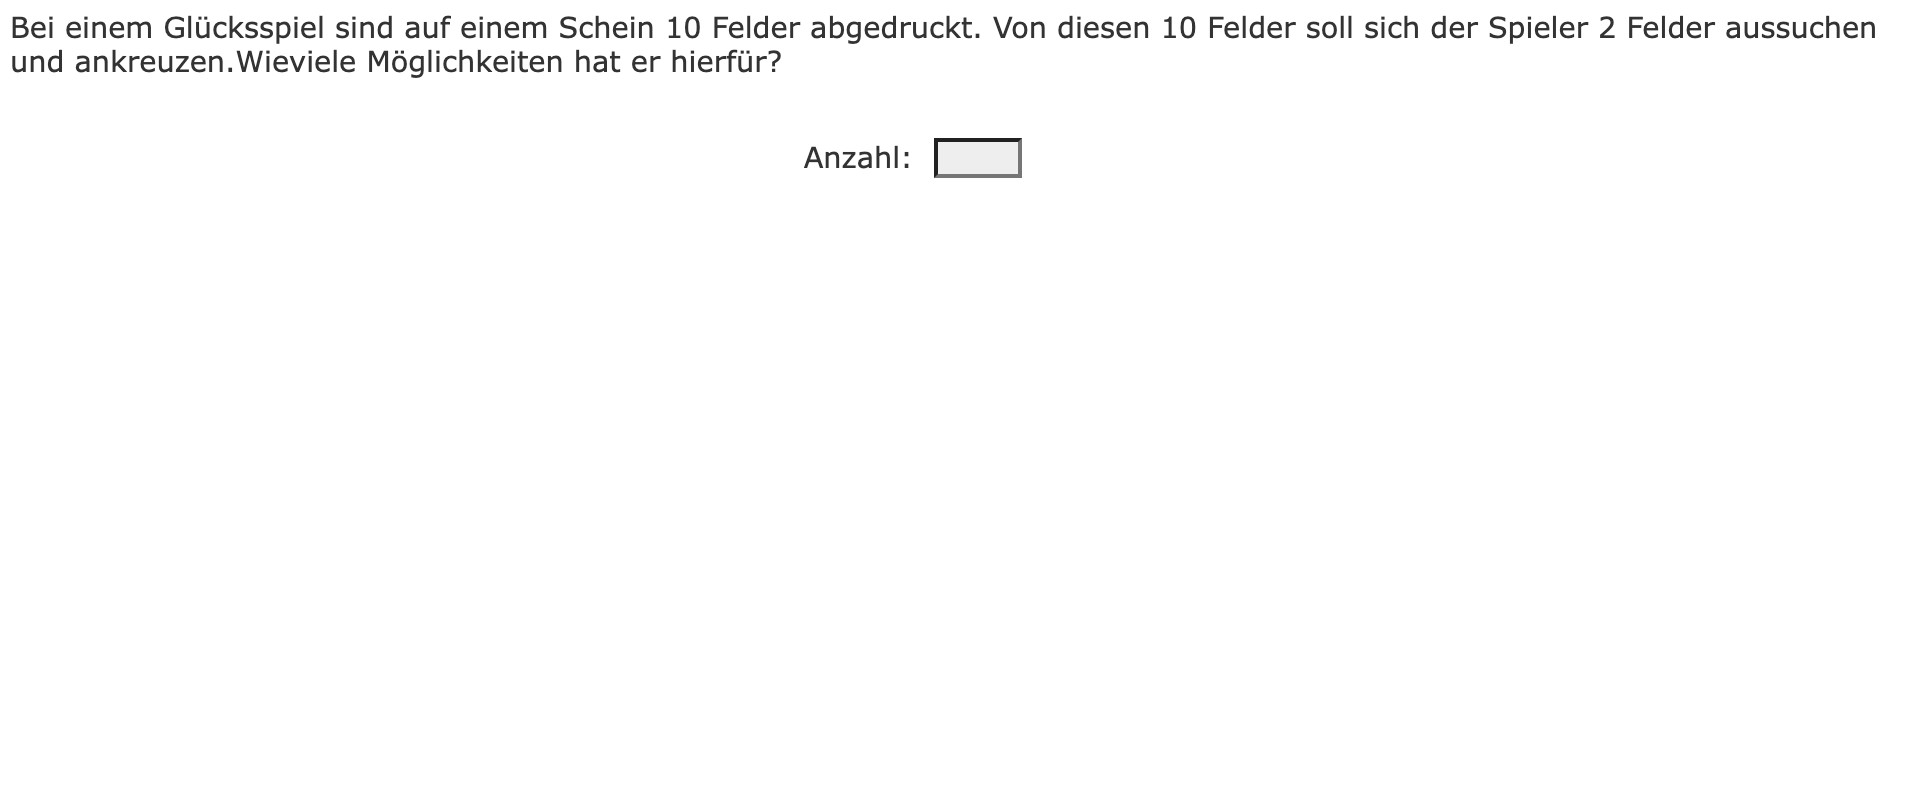 Bei einem Glücksspiel sind auf einem Schein 10 Felder abgedruckt. Von diesen 10 Felder soll sich der Spieler 2 Felder aussuchen
und ankreuzen.Wieviele Möglichkeiten hat er hierfür?
Anzahl: